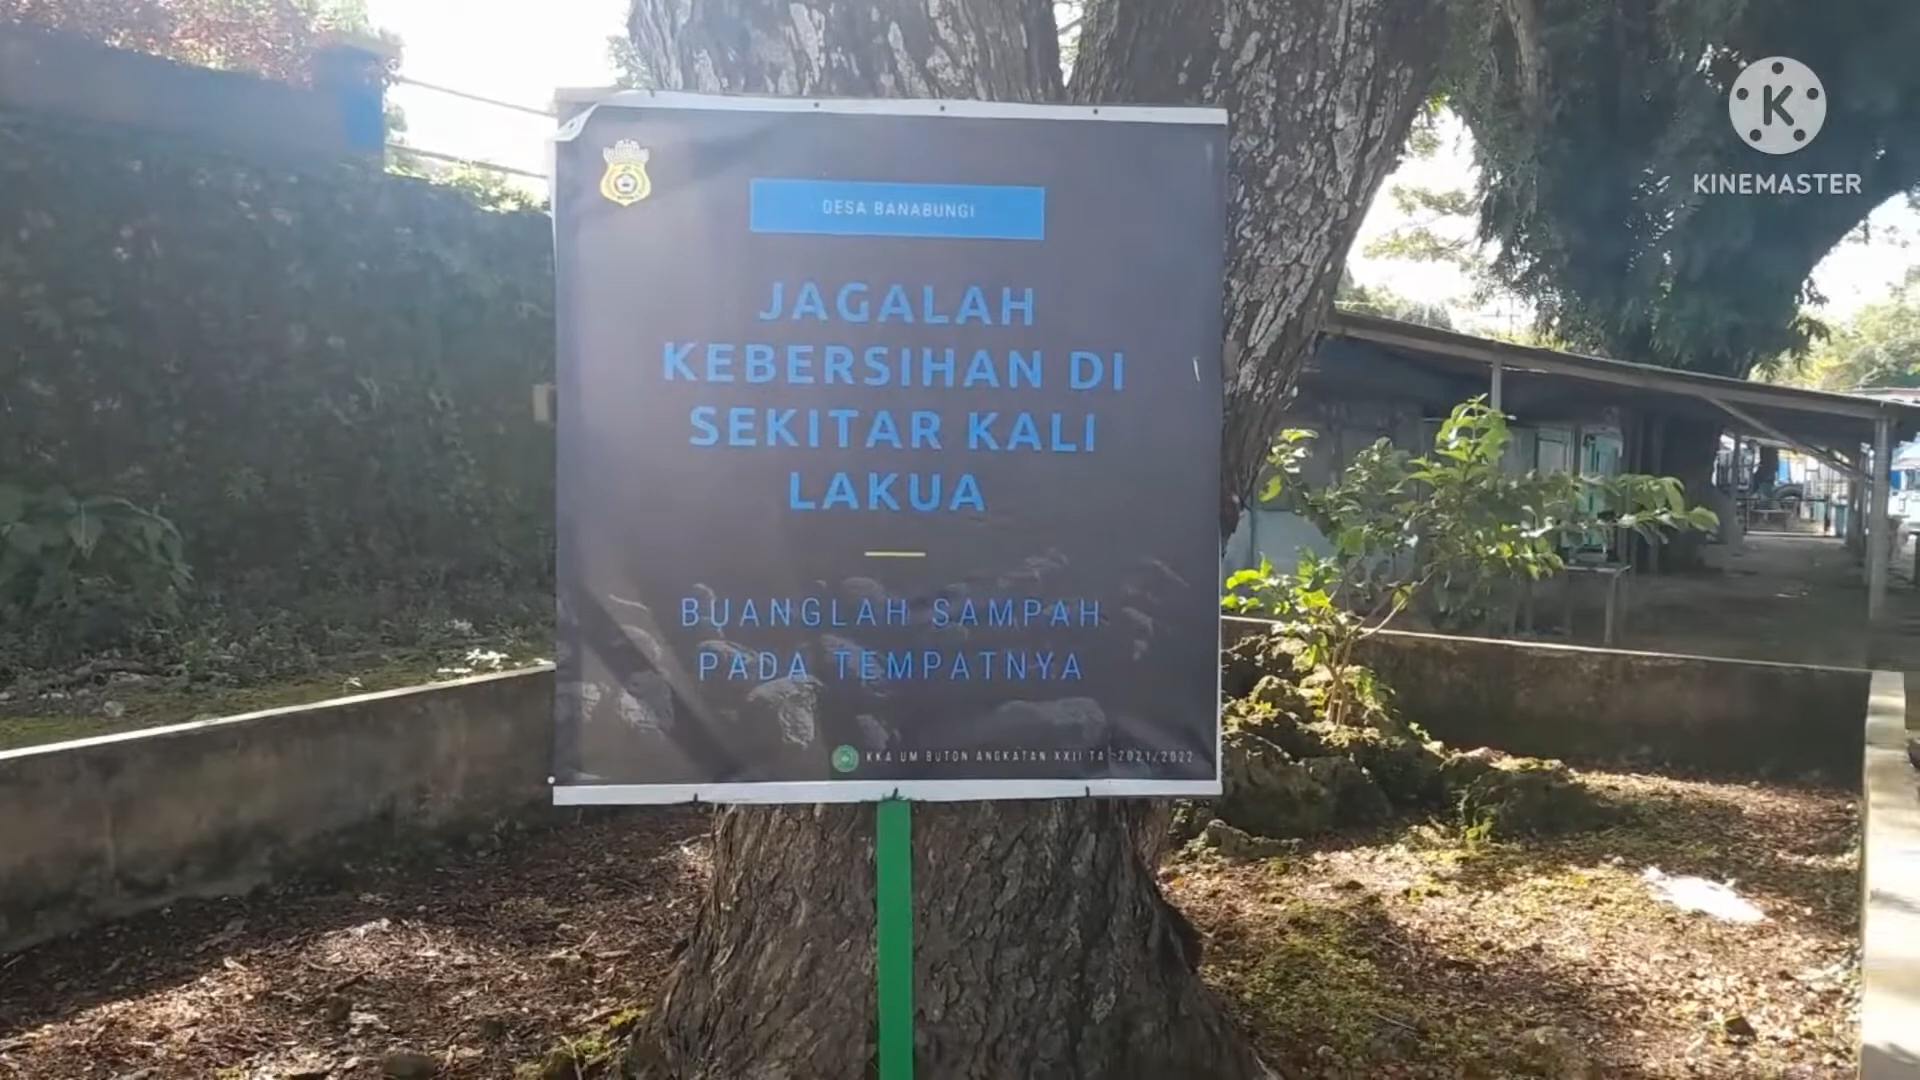 DESA BANABUNGI
JAGALAH
KEBERSIHAN DI
SEKITAR KALI
LAKUA
BUANGLAH SAMPAH
PADA TEMPATNYA
KKA UM BUTON ANGKATAN XXII TA 2021/2022
KINEMASTER